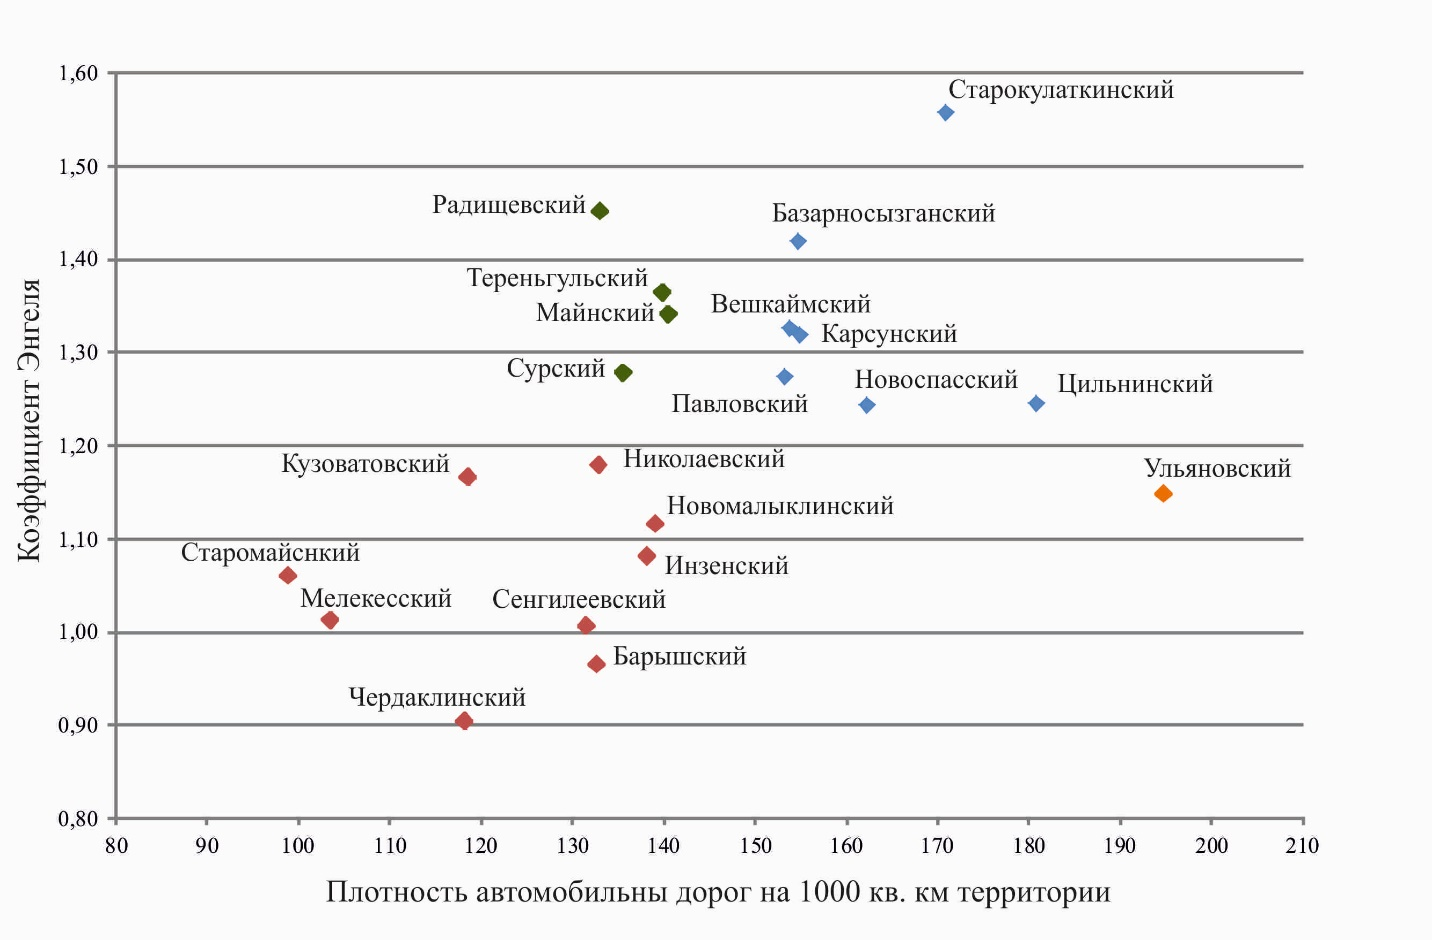 1,60
Старокулаткинский
1,50
Радищевский
Базарносызганский
1,40
Тереньгульский
Вешкаймский
Майнский
Карсунский
1,30
Сурский
Новоспасский
Цильнинский
Павловский
1,20
Кузоватовский
Николаевский
Ульяновский
Новомалыклинский
1,10
Старомайснкий
Инзенский
Мелекесский
Сенгилеевский
1,00
Барышский
Чердаклинский
0,90
0,80
Коэффициент Энгеля
80 90 100 110 120 130 140 150 160 170 180 190 200 210
Плотность автомобильны дорог на 1000 кв. км территории